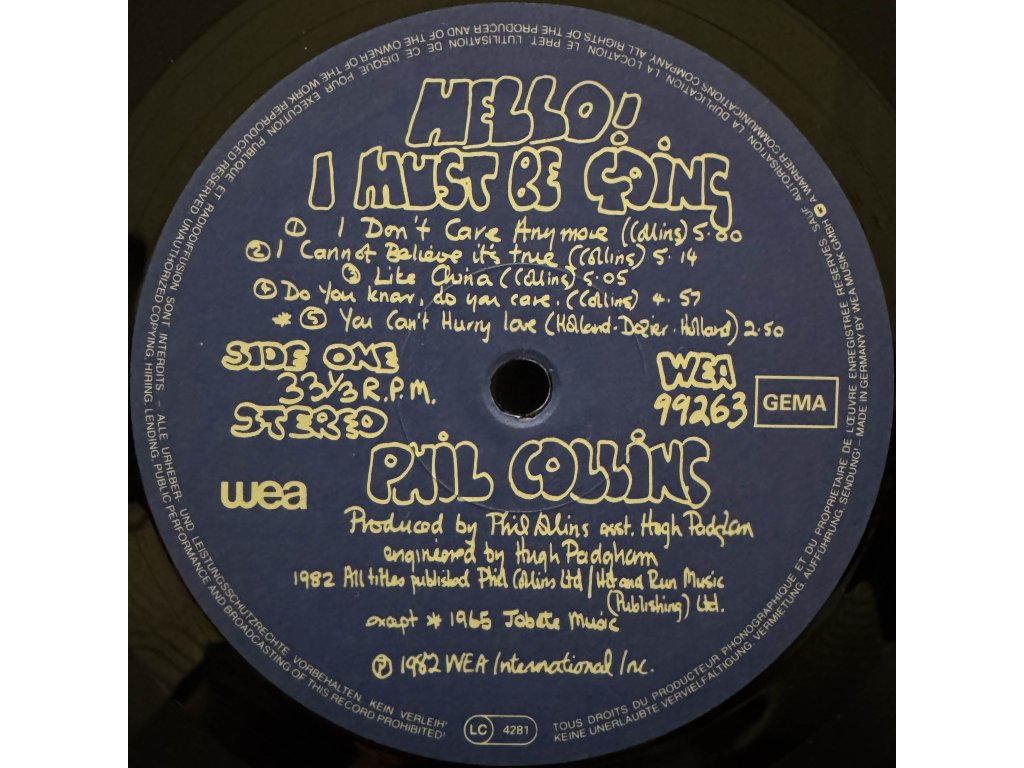 HELLO!
I MUST BE GOING
① I Don't Care Anymore (Collins) 5.00
② I Cannot Believe it's true (Collins) 5.14
③ Like China (Collins) 5.05
④ Do You know, do you care. (Collins) 4.57
* ⑤ You Can't Hurry love (Holland-Dozier-Holland) 2.50
SIDE ONE
33⅓ R.P.M.
STEREO
WEA
99263
GEMA
PHIL COLLINS
wea
Produced by Phil Collins asst. Hugh Padgham
engineered by Hugh Padgham
1982 All titles published Phil Collins Ltd / Hit and Run Music
(Publishing) Ltd.
except * 1965 Jobete Music
Ⓟ 1982 WEA International Inc.
LC 4281
TOUS DROITS DU PRODUCTEUR PHONOGRAPHIQUE ET DU PROPRIETAIRE DE L'ŒUVRE ENREGISTREE RESERVES. SAUF AUTORISATION, LA DUPLICATION, LA LOCATION, LE PRET, L'UTILISATION DE CE DISQUE POUR EXECUTION PUBLIQUE ET RADIODIFFUSION SONT INTERDITS – ALLE URHEBER- UND LEISTUNGSSCHUTZRECHTE VORBEHALTEN. KEIN VERLEIH!
KEINE UNERLAUBTE VERVIELFALTIGUNG, VERMIETUNG, AUFFÜHRUNG, SENDUNG! – MADE IN GERMANY BY WEA MUSIK GMBH A WARNER COMMUNICATIONS COMPANY. ALL RIGHTS OF THE PRODUCER AND OF THE OWNER OF THE WORK REPRODUCED RESERVED. UNAUTHORIZED COPYING, HIRING, LENDING, PUBLIC PERFORMANCE AND BROADCASTING OF THIS RECORD PROHIBITED!